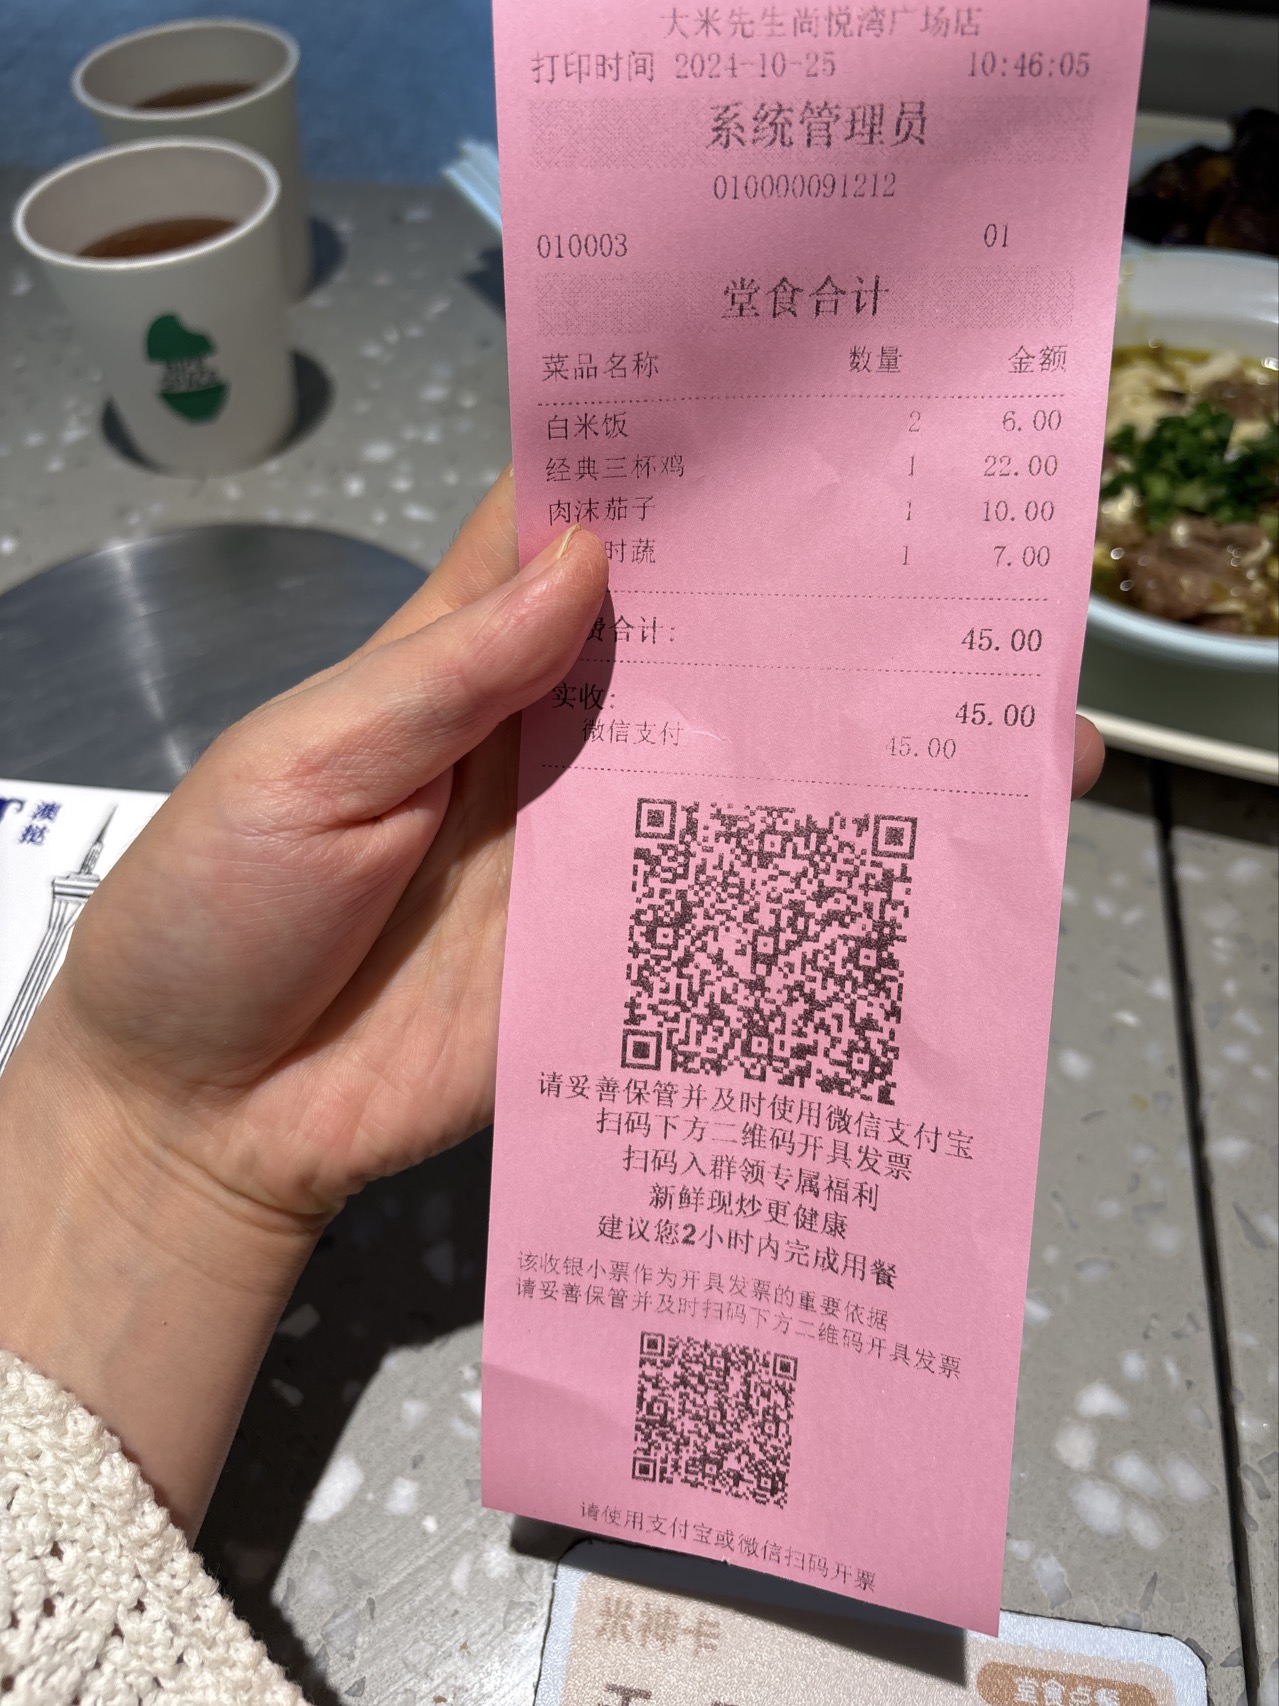 大米先生尚悦湾广场店
打印时间 2024-10-25 10:46:05
系统管理员
010000091212
010003 01
堂食合计
菜品名称 数量 金额
白米饭 2 6.00
经典三杯鸡 1 22.00
肉沫茄子 1 10.00
时蔬 1 7.00
费合计: 45.00
实收: 45.00
微信支付 45.00
请妥善保管并及时使用微信支付宝
扫码下方二维码开具发票
扫码入群领专属福利
新鲜现炒更健康
建议您2小时内完成用餐
该收银小票作为开具发票的重要依据
请妥善保管并及时扫码下方二维码开具发票
请使用支付宝或微信扫码开票
米神卡
T 澳挺